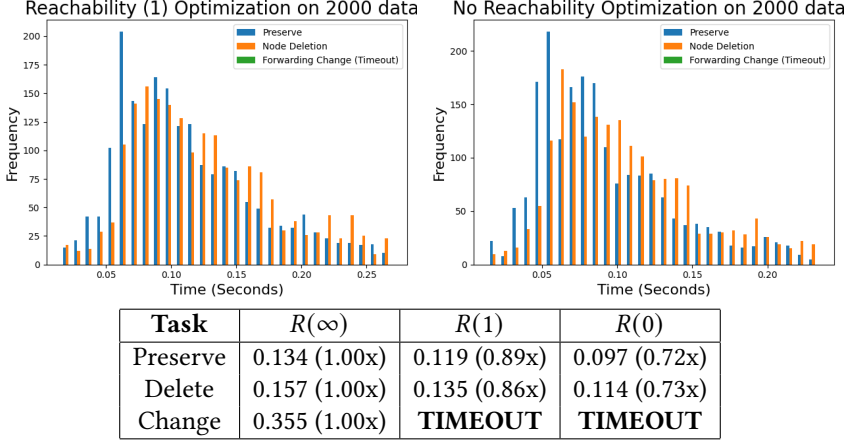 Reachability (1) Optimization on 2000 data
Preserve
Node Deletion
Forwarding Change (Timeout)
Frequency
200
175
150
125
100
75
50
25
0
0.05
0.10
0.15
0.20
0.25
Time (Seconds)
No Reachability Optimization on 2000 data
Preserve
Node Deletion
Forwarding Change (Timeout)
Frequency
200
150
100
50
0
0.05
0.10
0.15
0.20
Time (Seconds)
Task R(∞) R(1) R(0)
Preserve 0.134 (1.00x) 0.119 (0.89x) 0.097 (0.72x)
Delete 0.157 (1.00x) 0.135 (0.86x) 0.114 (0.73x)
Change 0.355 (1.00x) TIMEOUT TIMEOUT